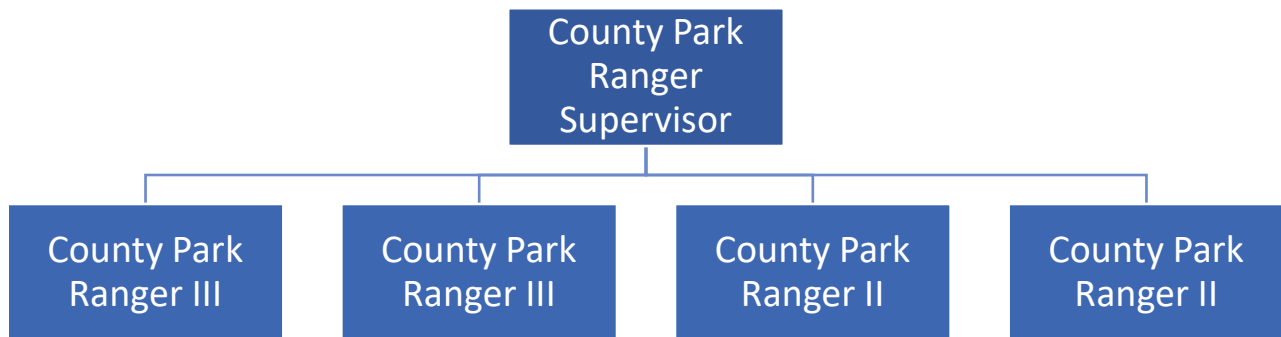 County Park
Ranger
Supervisor
County Park
Ranger III
County Park
Ranger III
County Park
Ranger II
County Park
Ranger II